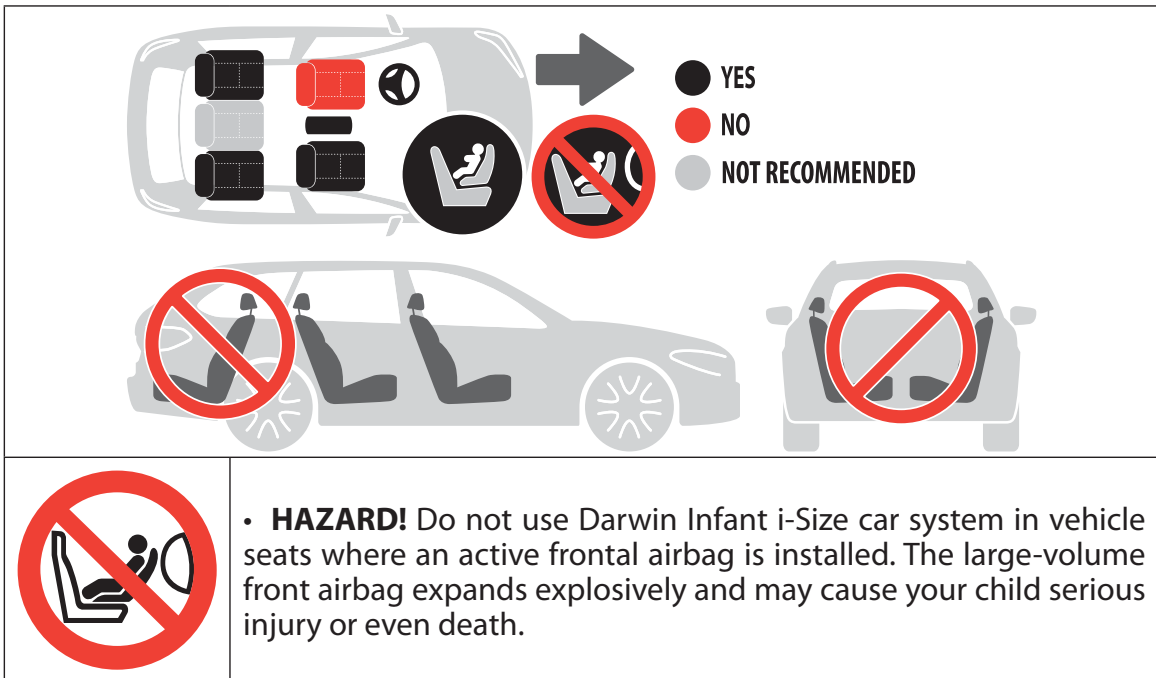 YES
NO
NOT RECOMMENDED
• HAZARD! Do not use Darwin Infant i-Size car system in vehicle
seats where an active frontal airbag is installed. The large-volume
front airbag expands explosively and may cause your child serious
injury or even death.